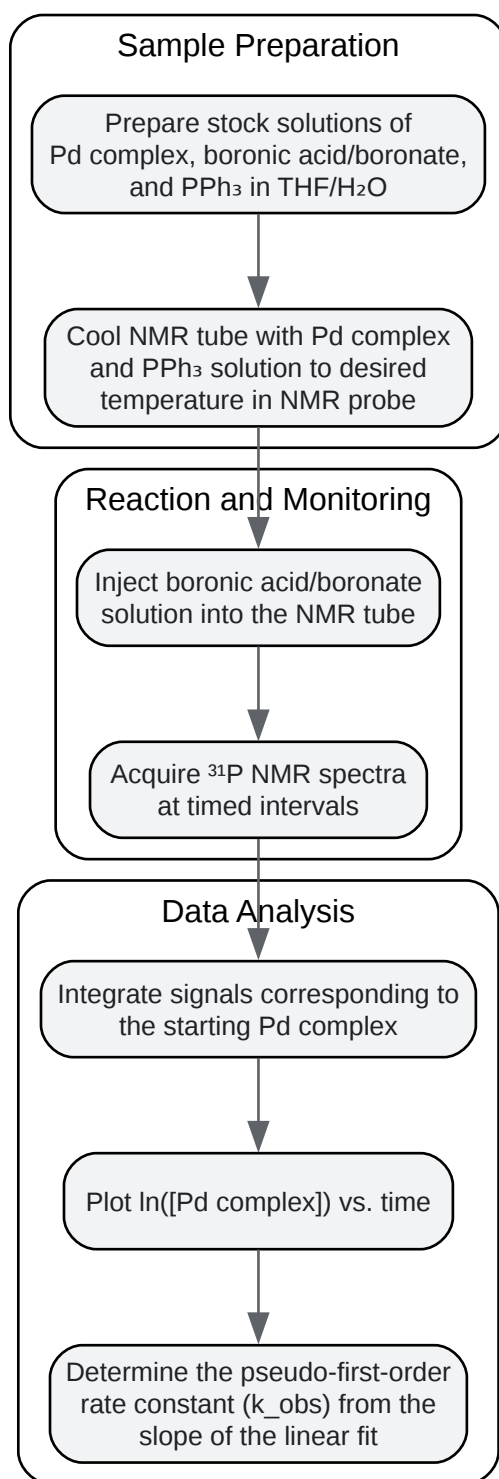 Sample Preparation
Prepare stock solutions of
Pd complex, boronic acid/boronate,
and PPh₃ in THF/H₂O
Cool NMR tube with Pd complex
and PPh₃ solution to desired
temperature in NMR probe
Reaction and Monitoring
Inject boronic acid/boronate
solution into the NMR tube
Acquire ³¹P NMR spectra
at timed intervals
Data Analysis
Integrate signals corresponding to
the starting Pd complex
Plot ln([Pd complex]) vs. time
Determine the pseudo-first-order
rate constant (k_obs) from the
slope of the linear fit